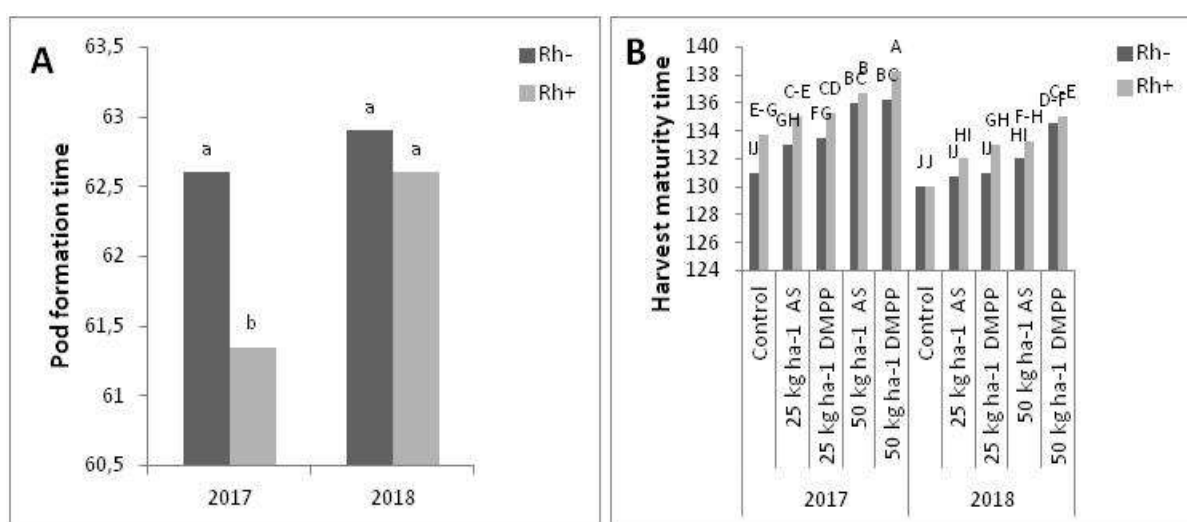 A
Pod formation time
63,5
63
62,5
62
61,5
61
60,5
a
b
a
a
2017
2018
Rh-
Rh+
B
Harvest maturity time
140
138
136
134
132
130
128
126
124
IJ
E-G
GH
C-E
FG
CD
BC
B
BC
A
J
J
IJ
HI
IJ
GH
HI
F-H
D-F
C-E
Control
25 kg ha-1 AS
25 kg ha-1 DMPP
50 kg ha-1 AS
50 kg ha-1 DMPP
Control
25 kg ha-1 AS
25 kg ha-1 DMPP
50 kg ha-1 AS
50 kg ha-1 DMPP
2017
2018
Rh-
Rh+